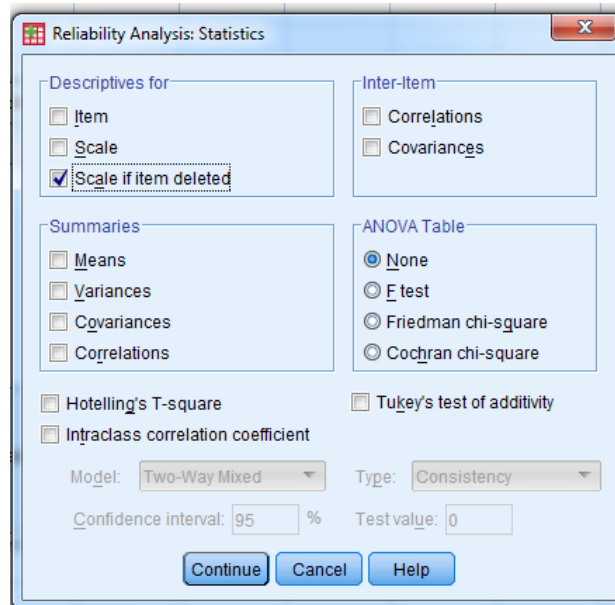 Reliability Analysis: Statistics
Descriptives for
Item
Scale
Scale if item deleted
Inter-Item
Correlations
Covariances
Summaries
Means
Variances
Covariances
Correlations
ANOVA Table
None
F test
Friedman chi-square
Cochran chi-square
Hotelling's T-square
Tukey's test of additivity
Intraclass correlation coefficient
Model: Two-Way Mixed Type: Consistency
Confidence interval: 95 % Test value: 0
Continue Cancel Help